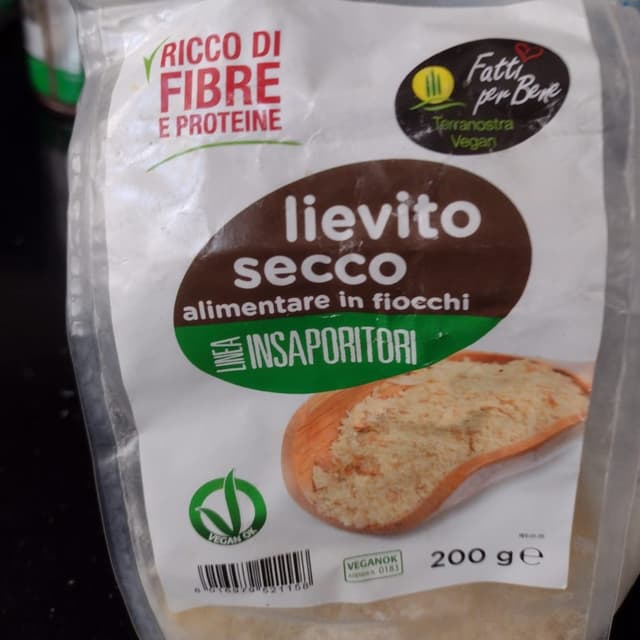 RICCO DI
FIBRE
E PROTEINE
Fatti
per Bene
Terranostra
Vegan
lievito
secco
alimentare in fiocchi
LINEA INSAPORITORI
VEGAN OK
VEGANOK
0181
200 g e